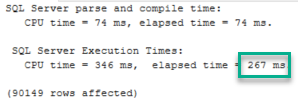 SQL Server parse and compile time:
CPU time = 74 ms, elapsed time = 74 ms.
SQL Server Execution Times:
CPU time = 346 ms, elapsed time = 267 ms
(90149 rows affected)